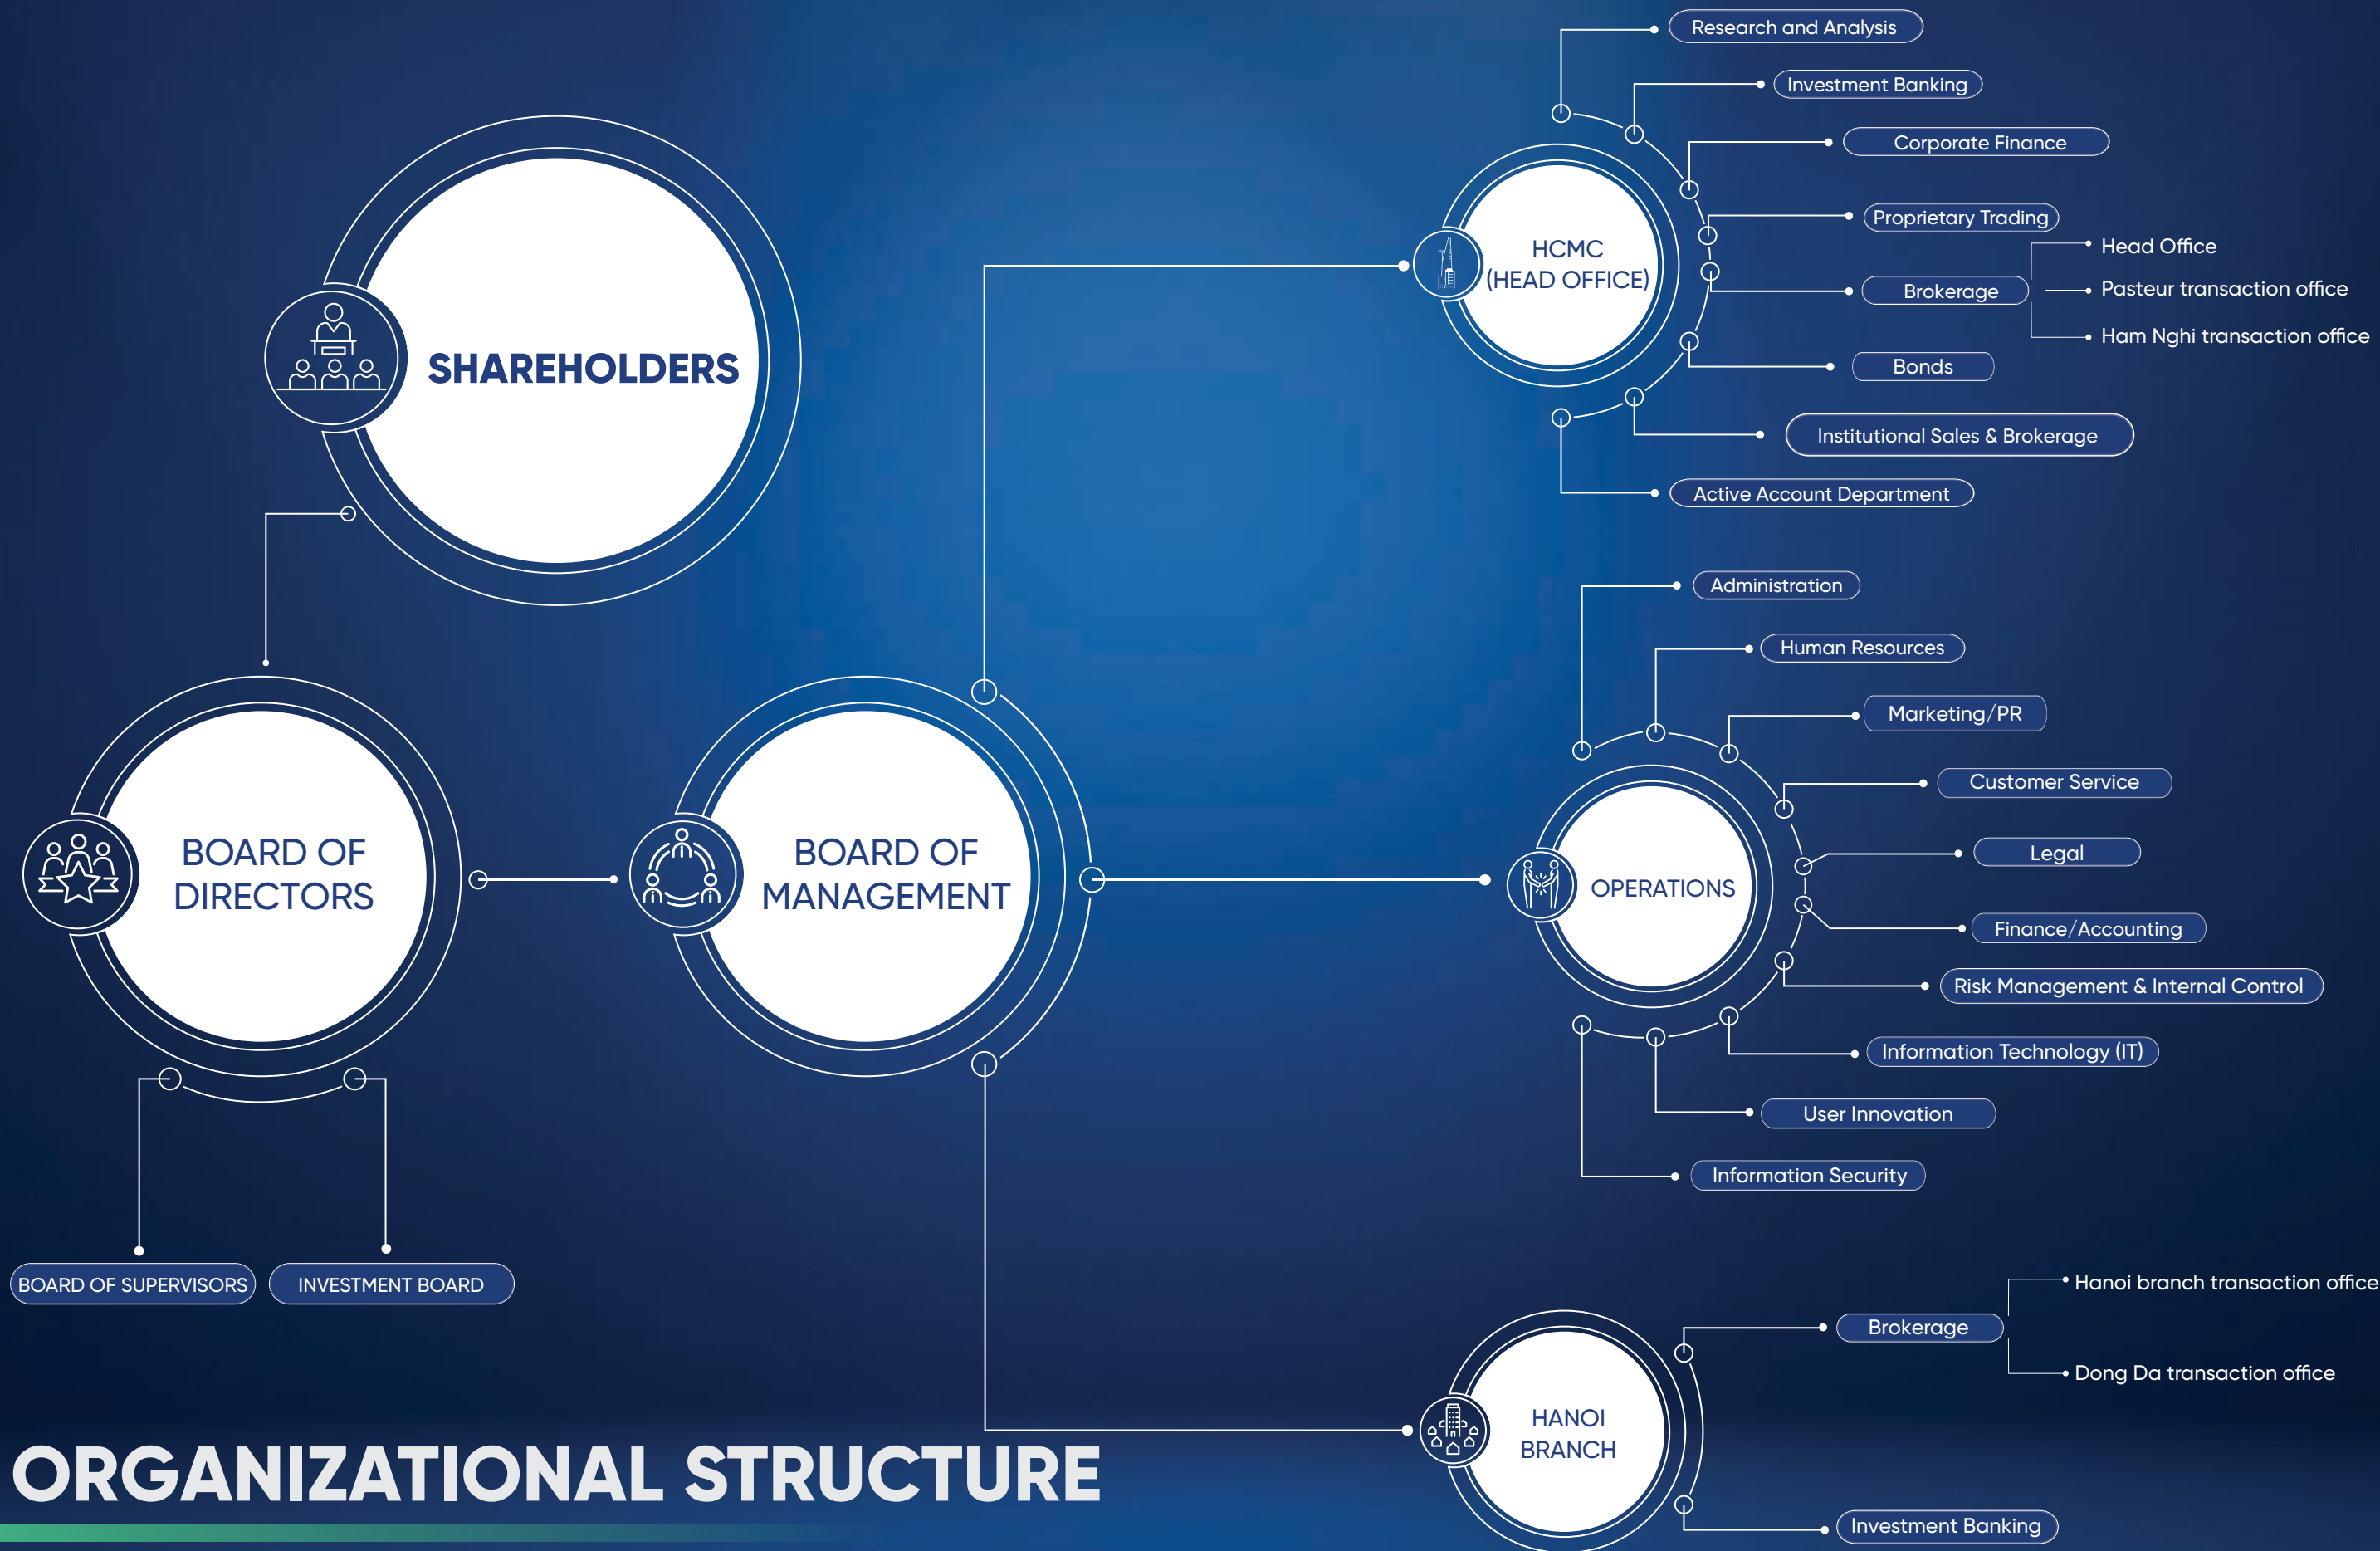 SHAREHOLDERS
BOARD OF
DIRECTORS
BOARD OF SUPERVISORS
INVESTMENT BOARD
BOARD OF
MANAGEMENT
HCMC
(HEAD OFFICE)
Research and Analysis
Investment Banking
Corporate Finance
Proprietary Trading
Brokerage
Head Office
Pasteur transaction office
Ham Nghi transaction office
Bonds
Institutional Sales & Brokerage
Active Account Department
OPERATIONS
Administration
Human Resources
Marketing/PR
Customer Service
Legal
Finance/Accounting
Risk Management & Internal Control
Information Technology (IT)
User Innovation
Information Security
HANOI
BRANCH
Brokerage
Hanoi branch transaction office
Dong Da transaction office
Investment Banking
ORGANIZATIONAL STRUCTURE